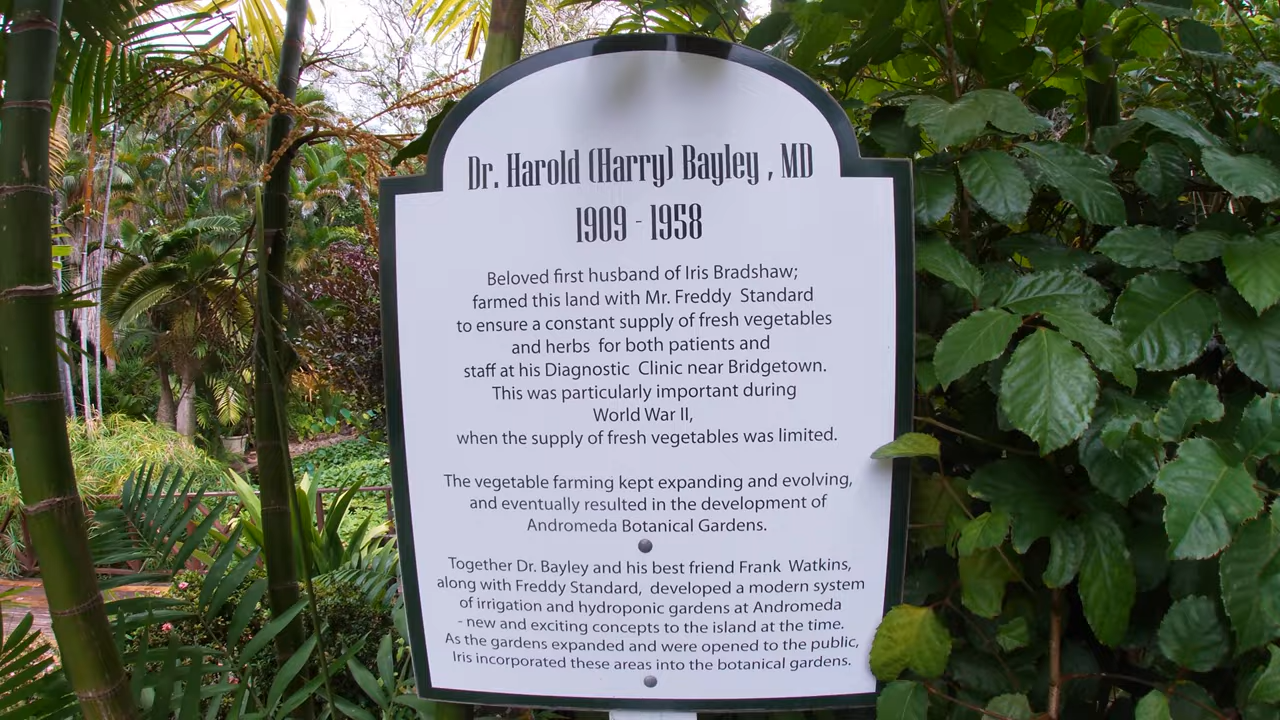 Dr. Harold (Harry) Bayley , MD
1909 - 1958
Beloved first husband of Iris Bradshaw;
farmed this land with Mr. Freddy Standard
to ensure a constant supply of fresh vegetables
and herbs for both patients and
staff at his Diagnostic Clinic near Bridgetown.
This was particularly important during
World War II,
when the supply of fresh vegetables was limited.
The vegetable farming kept expanding and evolving,
and eventually resulted in the development of
Andromeda Botanical Gardens.
Together Dr. Bayley and his best friend Frank Watkins,
along with Freddy Standard, developed a modern system
of irrigation and hydroponic gardens at Andromeda
- new and exciting concepts to the island at the time.
As the gardens expanded and were opened to the public,
Iris incorporated these areas into the botanical gardens.